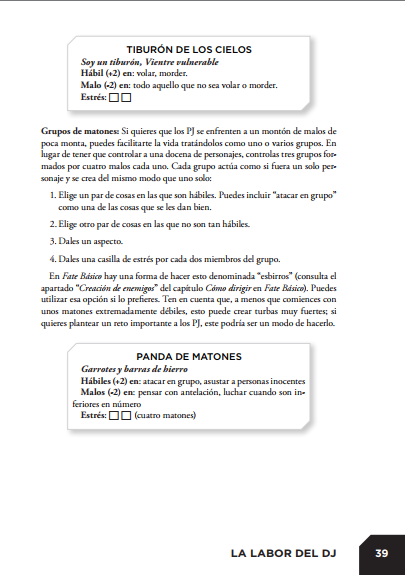 TIBURÓN DE LOS CIELOS
Soy un tiburón, Vientre vulnerable
Hábil (+2) en: volar, morder.
Malo (-2) en: todo aquello que no sea volar o morder.
Estrés: □ □
Grupos de matones: Si quieres que los PJ se enfrenten a un montón de malos de
poca monta, puedes facilitarte la vida tratándolos como uno o varios grupos. En
lugar de tener que controlar a una docena de personajes, controlas tres grupos for-
mados por cuatro malos cada uno. Cada grupo actúa como si fuera un solo per-
sonaje y se crea del mismo modo que uno solo:
1. Elige un par de cosas en las que son hábiles. Puedes incluir “atacar en grupo”
como una de las cosas que se les dan bien.
2. Elige otro par de cosas en las que no son tan hábiles.
3. Dales un aspecto.
4. Dales una casilla de estrés por cada dos miembros del grupo.
En Fate Básico hay una forma de hacer esto denominada “esbirros” (consulta el
apartado “Creación de enemigos” del capítulo Cómo dirigir en Fate Básico). Puedes
utilizar esa opción si lo prefieres. Ten en cuenta que, a menos que comiences con
unos matones extremadamente débiles, esto puede crear turbas muy fuertes; si
quieres plantear un reto importante a los PJ, este podría ser un modo de hacerlo.
PANDA DE MATONES
Garrotes y barras de hierro
Hábiles (+2) en: atacar en grupo, asustar a personas inocentes
Malos (-2) en: pensar con antelación, luchar cuando son in-
feriores en número
Estrés: □ □ (cuatro matones)
LA LABOR DEL DJ 39